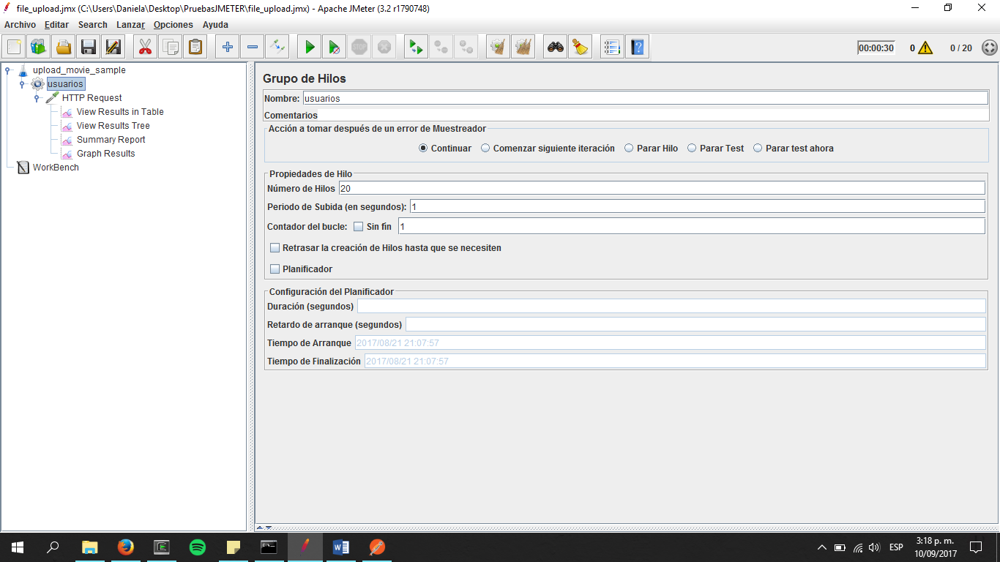 file_upload.jmx (C:\Users\Daniela\Desktop\PruebasJMETER\file_upload.jmx) - Apache JMeter (3.2 r1790748)
Archivo Editar Search Lanzar Opciones Ayuda
STOP 00:00:30 0 0 / 20
upload_movie_sample
usuarios
HTTP Request
View Results in Table
View Results Tree
Summary Report
Graph Results
WorkBench
Grupo de Hilos
Nombre: usuarios
Comentarios
Acción a tomar después de un error de Muestreador
Continuar Comenzar siguiente iteración Parar Hilo Parar Test Parar test ahora
Propiedades de Hilo
Número de Hilos 20
Periodo de Subida (en segundos): 1
Contador del bucle: Sin fín 1
Retrasar la creación de Hilos hasta que se necesiten
Planificador
Configuración del Planificador
Duración (segundos)
Retardo de arranque (segundos)
Tiempo de Arranque 2017/08/21 21:07:57
Tiempo de Finalización 2017/08/21 21:07:57
ESP 3:18 p. m.
10/09/2017